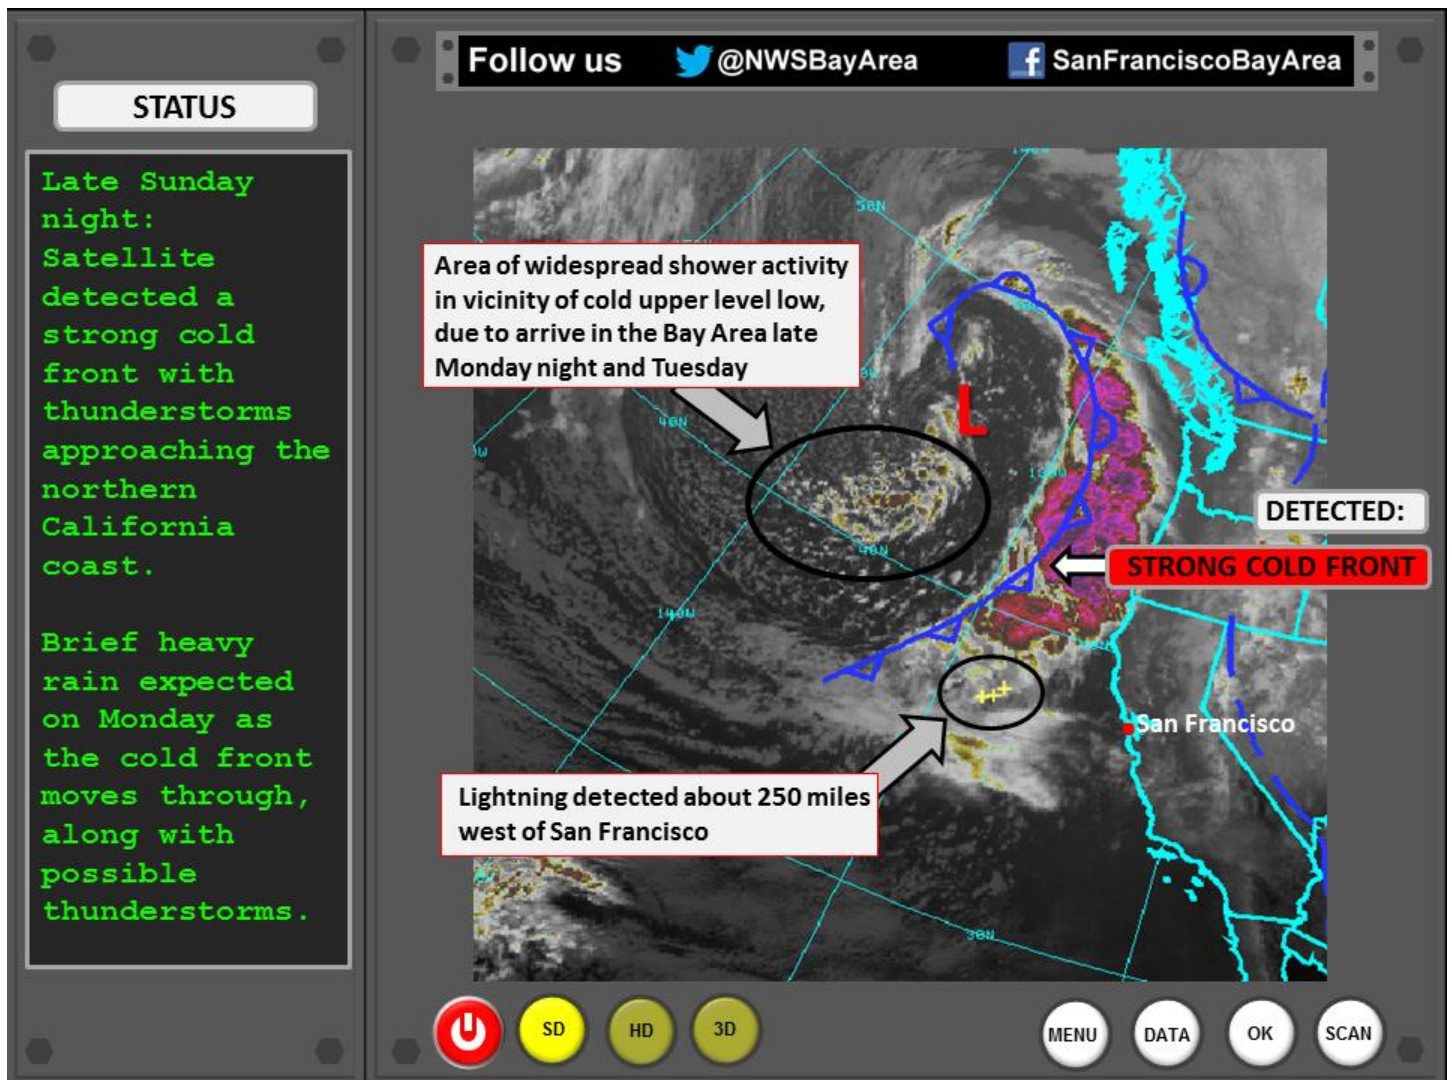 Follow us @NWSBayArea SanFranciscoBayArea
STATUS
Late Sunday
night:
Satellite
detected a
strong cold
front with
thunderstorms
approaching the
northern
California
coast.
Brief heavy
rain expected
on Monday as
the cold front
moves through,
along with
possible
thunderstorms.
50N
Area of widespread shower activity
in vicinity of cold upper level low,
due to arrive in the Bay Area late
Monday night and Tuesday
L
40N
DETECTED:
STRONG COLD FRONT
140W
San Francisco
Lightning detected about 250 miles
west of San Francisco
30N
SD
HD
3D
MENU
DATA
OK
SCAN